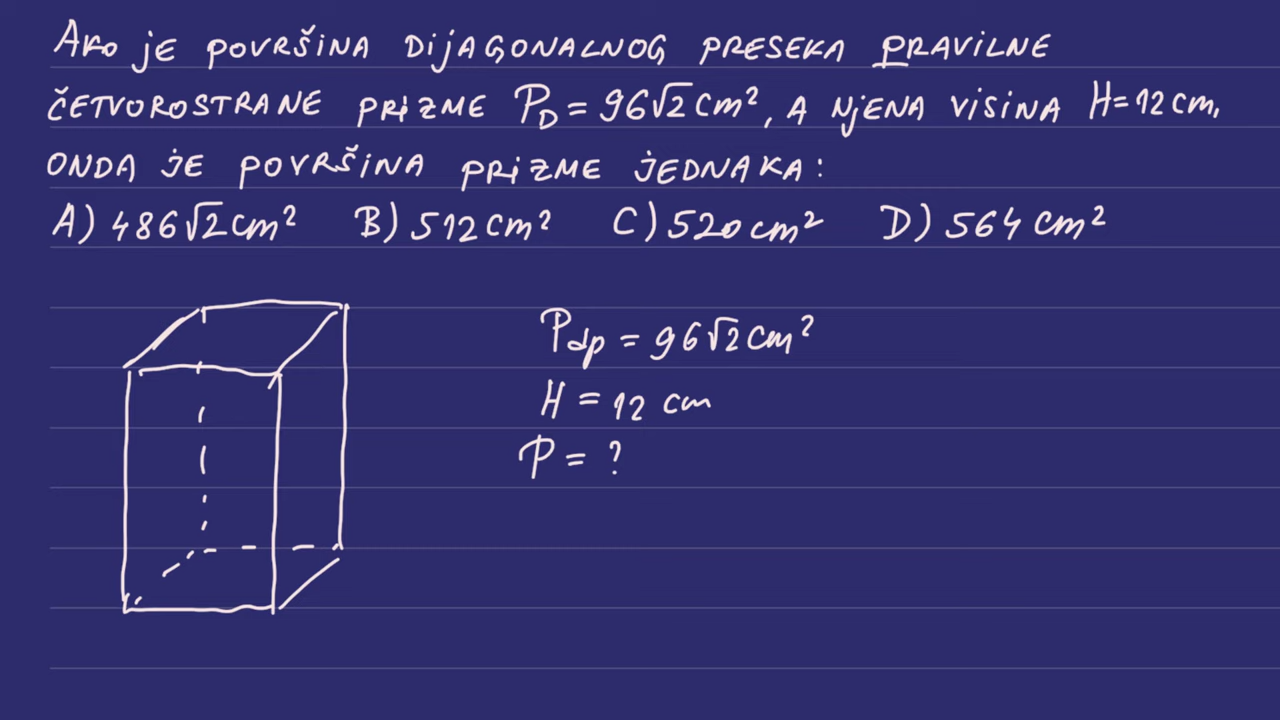 Ako je površina dijagonalnog preseka pravilne
četvorostrane prizme P_D = 96√2 cm², a njena visina H = 12 cm,
onda je površina prizme jednaka:
A) 486√2 cm² B) 512 cm² C) 520 cm² D) 564 cm²
P_dp = 96√2 cm²
H = 12 cm
P = ?